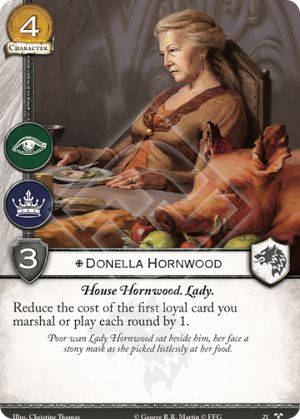 4
CHARACTER
3
DONELLA HORNWOOD
House Hornwood. Lady.
Reduce the cost of the first loyal card you
marshal or play each round by 1.
Poor wan Lady Hornwood sat beside him, her face a
stony mask as she picked listlessly at her food.
Illus. Christine Thomas © George R.R. Martin © FFG 21